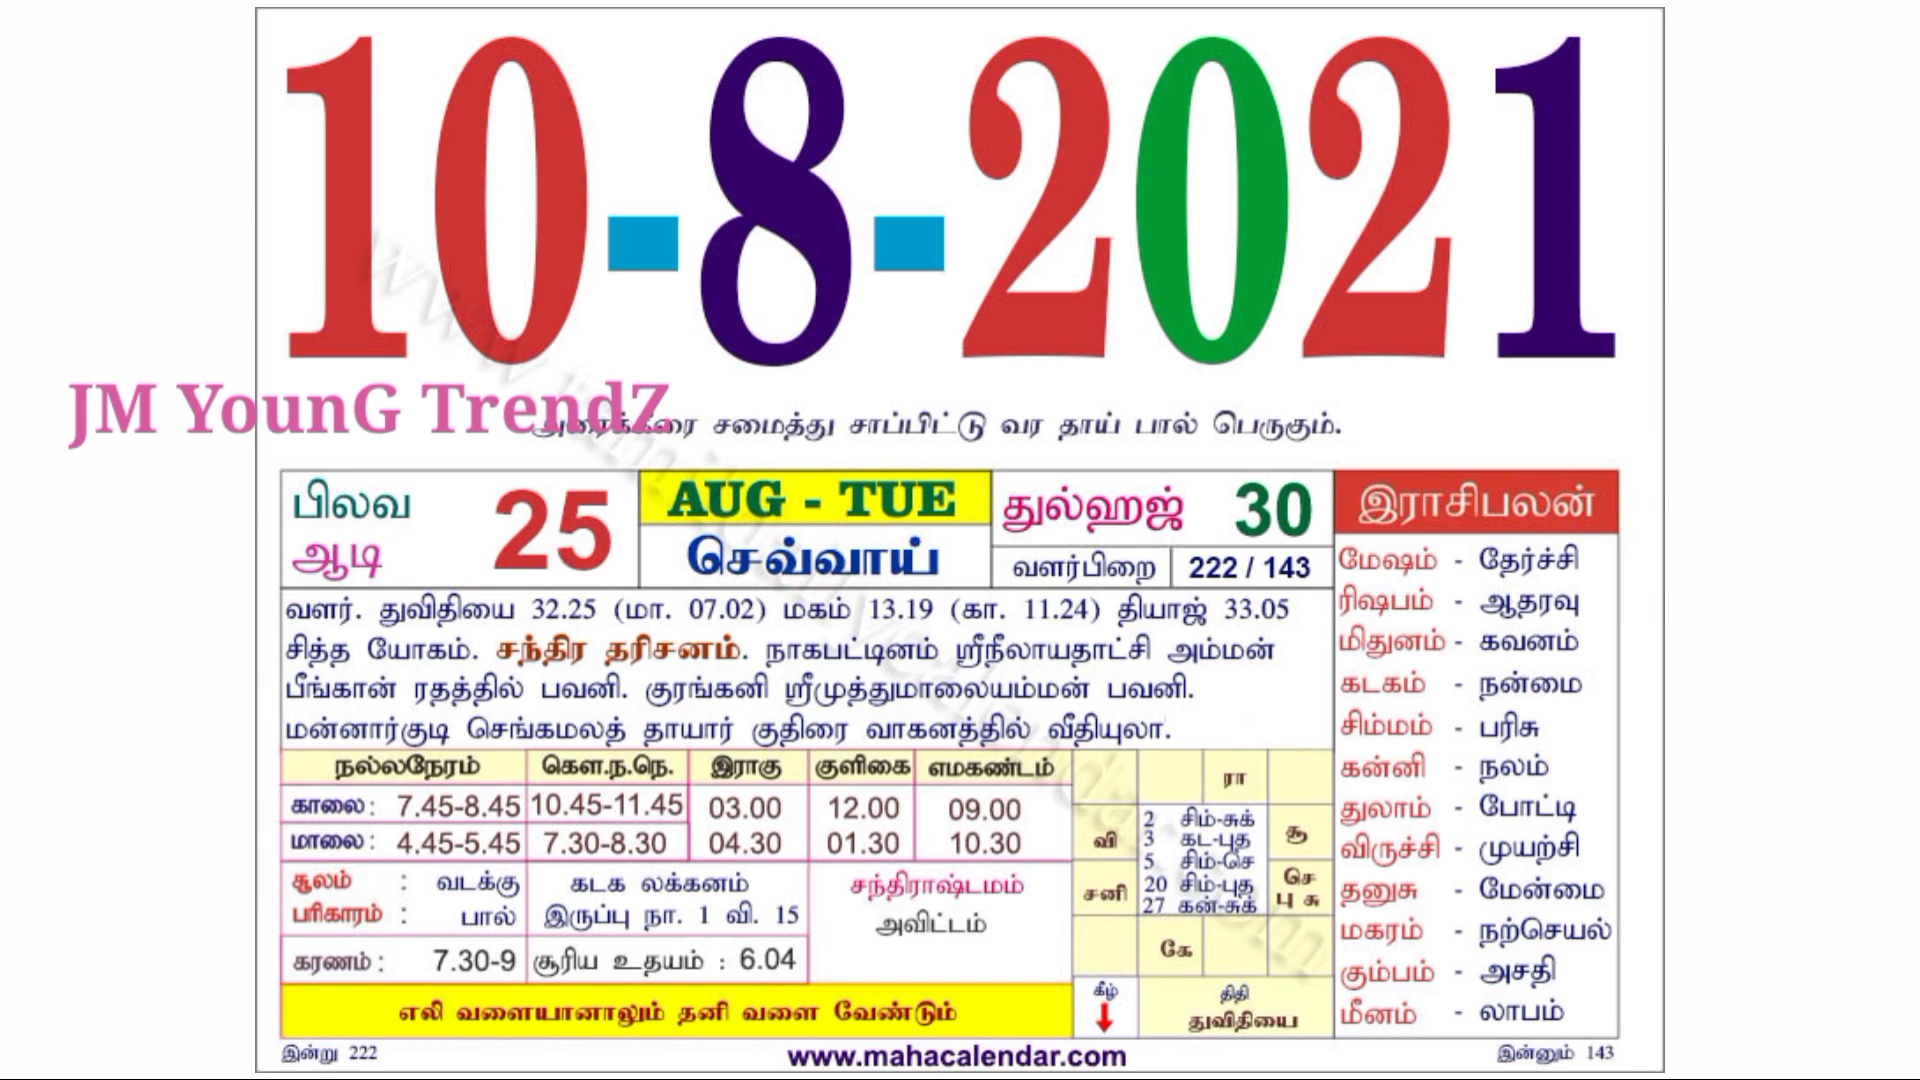 10-8-2021
JM YounG TrendZ
சமைத்து சாப்பிட்டு வர தாய் பால் பெருகும்.
பிலவ
ஆடி
25
AUG - TUE
செவ்வாய்
துல்ஹஜ் 30
வளர்பிறை 222 / 143
வளர். துவிதியை 32.25 (மா. 07.02) மகம் 13.19 (கா. 11.24) தியாஜ் 33.05
சித்த யோகம். சந்திர தரிசனம். நாகபட்டினம் ஸ்ரீநீலாயதாட்சி அம்மன்
பீங்கான் ரதத்தில் பவனி. குரங்கனி ஸ்ரீமுத்துமாலையம்மன் பவனி.
மன்னார்குடி செங்கமலத் தாயார் குதிரை வாகனத்தில் வீதியுலா.
நல்லநேரம் கௌ.ந.நெ. இராகு குளிகை எமகண்டம்
காலை : 7.45-8.45 10.45-11.45 03.00 12.00 09.00
மாலை : 4.45-5.45 7.30-8.30 04.30 01.30 10.30
சூலம் : வடக்கு
பரிகாரம் : பால்
கடக லக்கனம்
இருப்பு நா. 1 வி. 15
சந்திராஷ்டமம்
அவிட்டம்
கரணம் : 7.30-9 சூரிய உதயம் : 6.04
எலி வளையானாலும் தனி வளை வேண்டும்
ரா
வி
சனி
2 சிம்-சுக்
3 கட-புத
5 சிம்-செ
20 சிம்-புத
27 கன்-சுக்
சூ
செ
பு சு
கே
கீழ்
திதி
துவிதியை
இராசிபலன்
மேஷம் - தேர்ச்சி
ரிஷபம் - ஆதரவு
மிதுனம் - கவனம்
கடகம் - நன்மை
சிம்மம் - பரிசு
கன்னி - நலம்
துலாம் - போட்டி
விருச்சி - முயற்சி
தனுசு - மேன்மை
மகரம் - நற்செயல்
கும்பம் - அசதி
மீனம் - லாபம்
இன்று 222
www.mahacalendar.com
இன்னும் 143